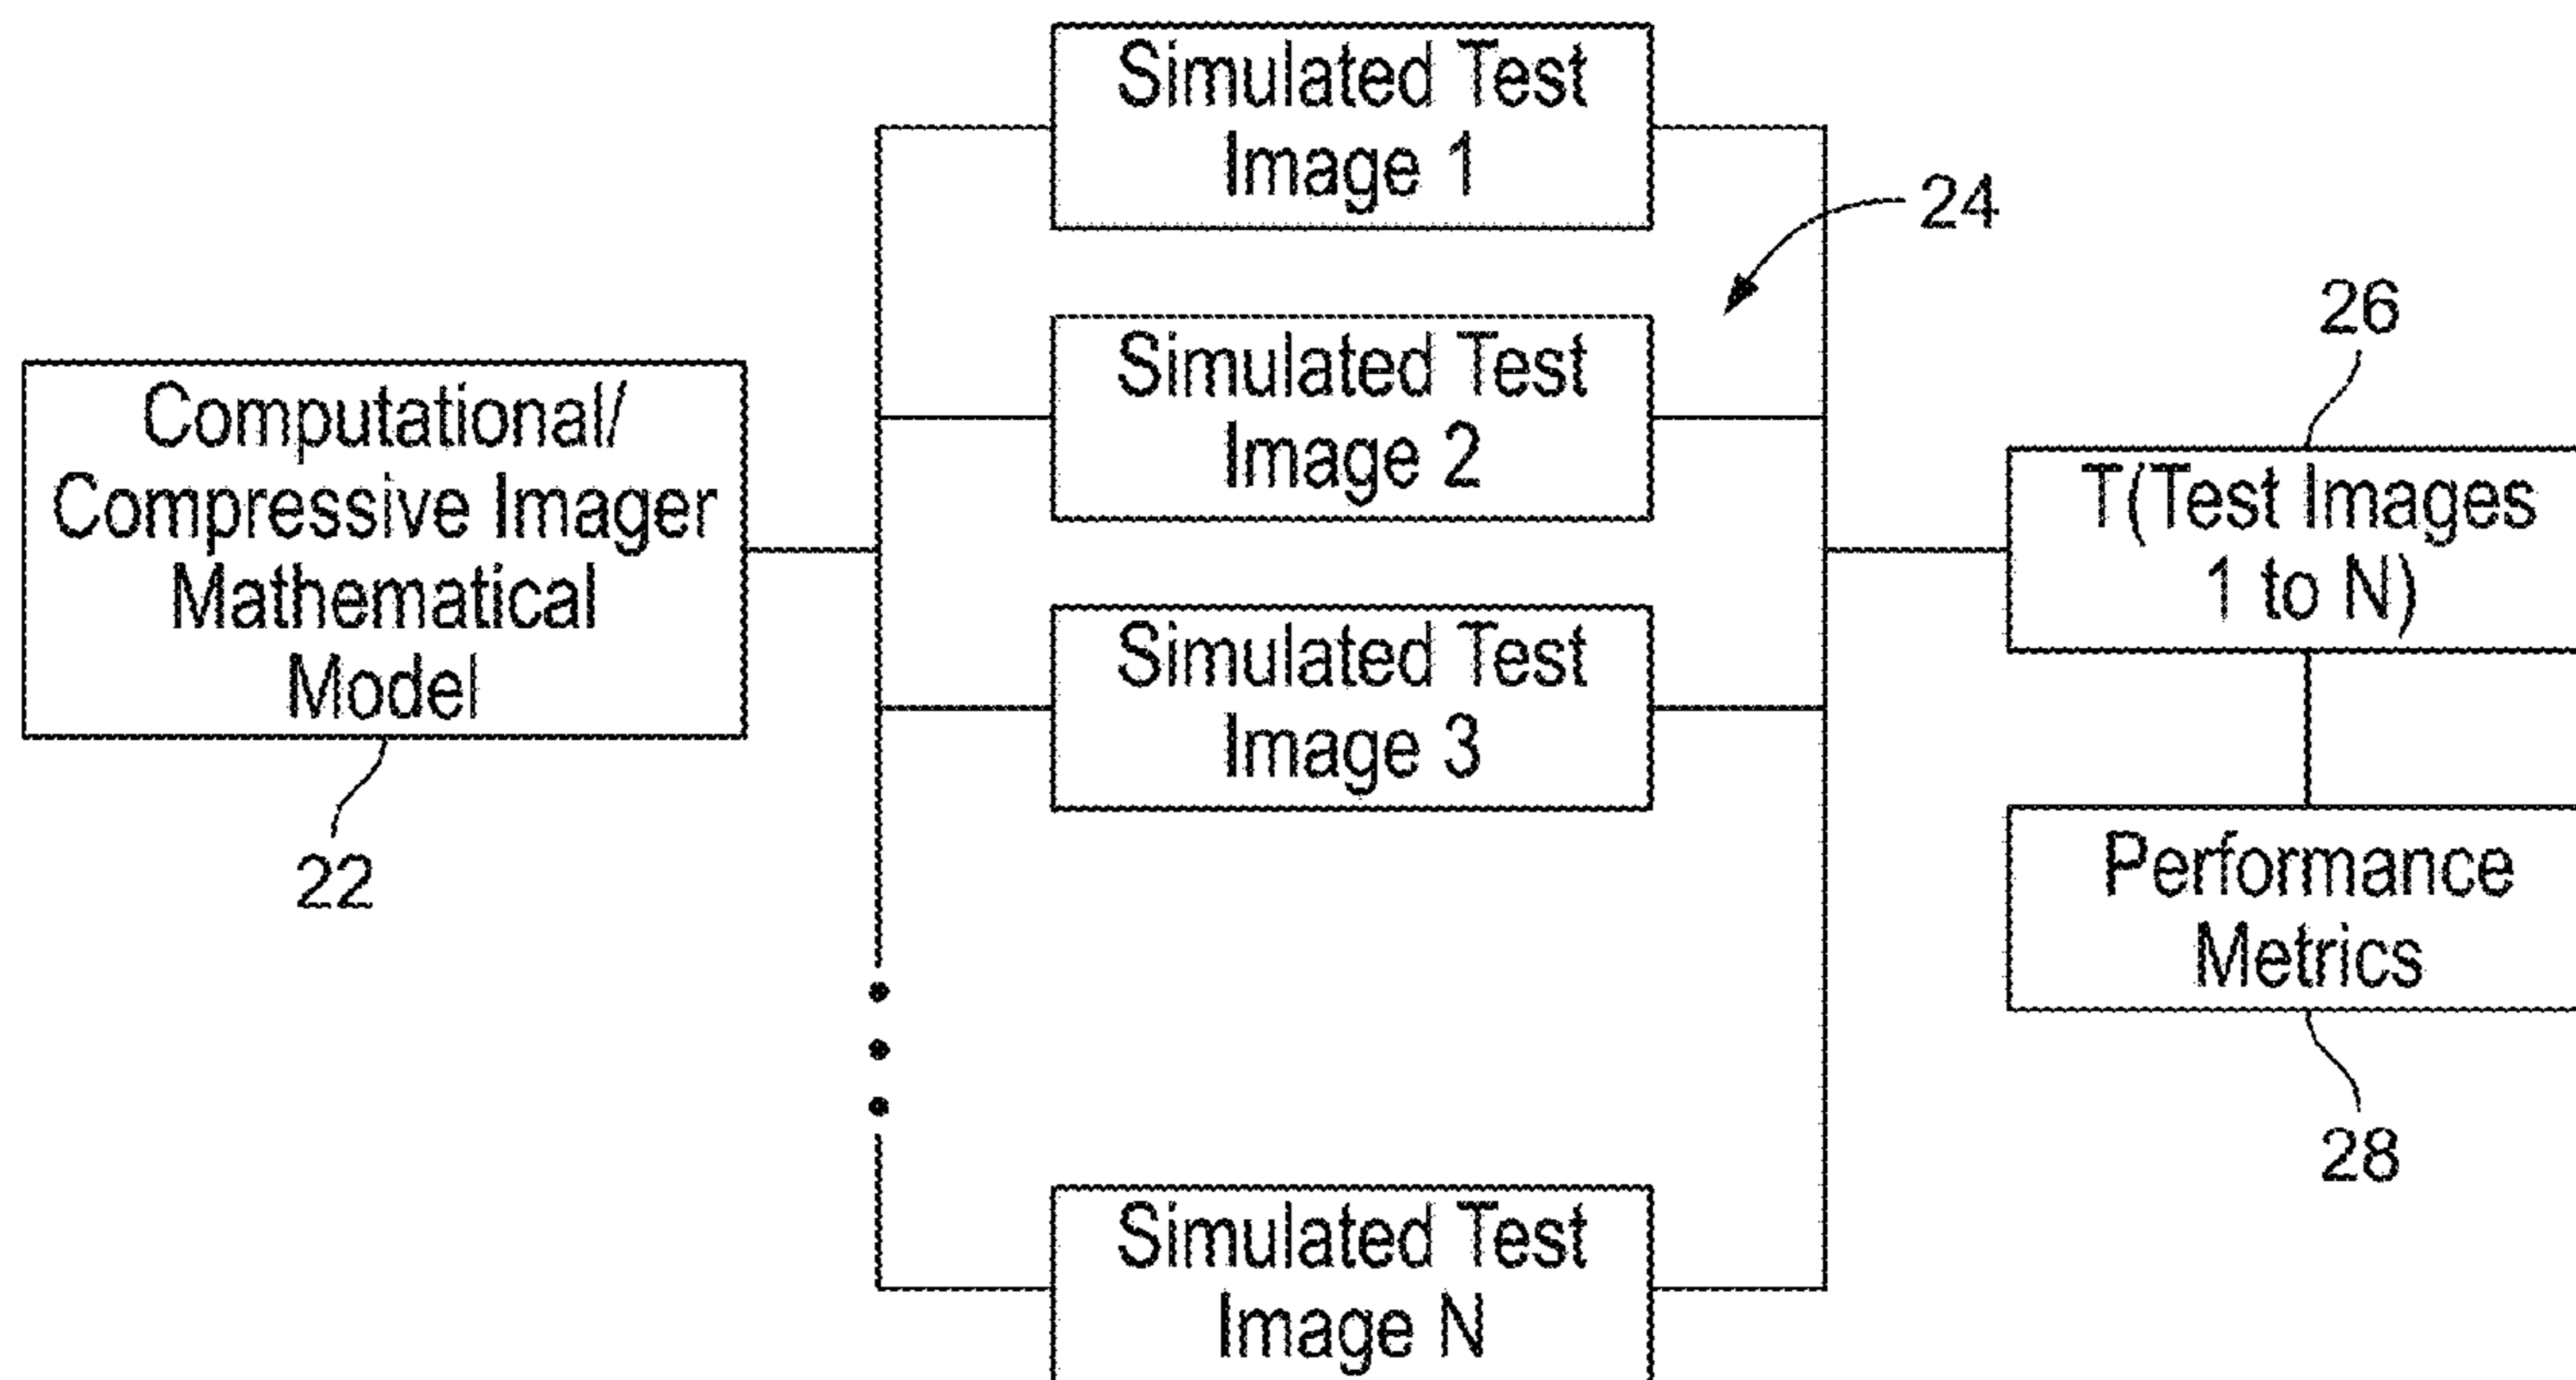 Simulated Test
Image 1
24
Simulated Test
Image 2
26
Computational/
Compressive Imager
Mathematical
Model
T(Test Images
1 to N)
Simulated Test
Image 3
22
Performance
Metrics
28
Simulated Test
Image N